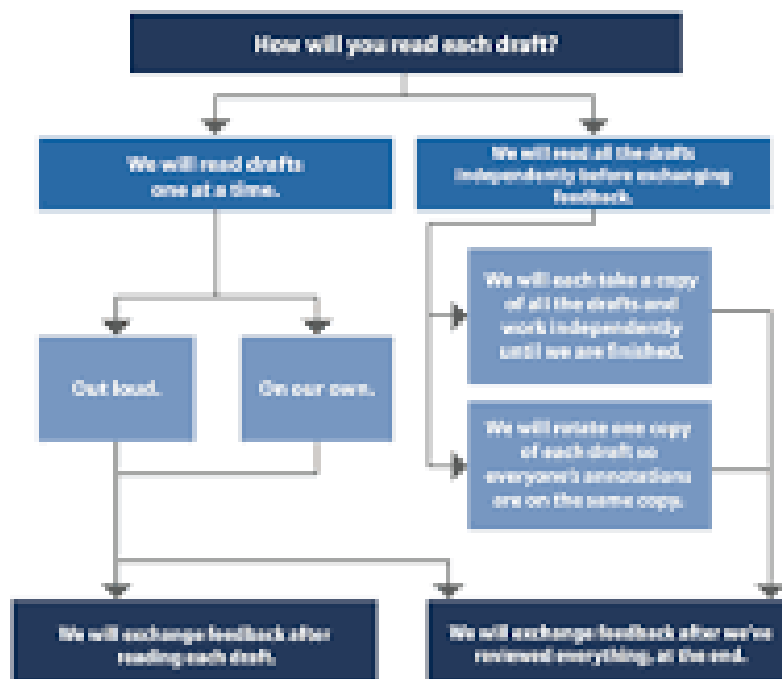 How will you read each draft?
We will read drafts
one at a time.
We will read all the drafts
independently before exchanging
feedback.
We will each take a copy
of all the drafts and
work independently
until we are finished.
Out loud.
On our own.
We will rotate one copy
of each draft so
everyone's annotations
are on the same copy.
We will exchange feedback after
reading each draft.
We will exchange feedback after we've
reviewed everything, at the end.